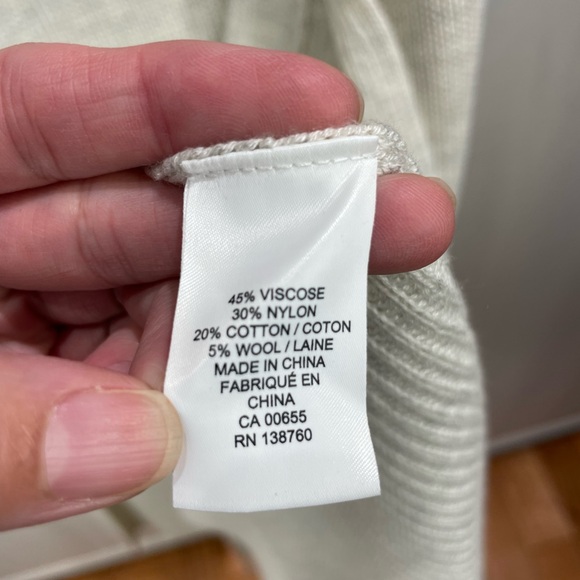 45% VISCOSE
30% NYLON
20% COTTON / COTON
5% WOOL / LAINE
MADE IN CHINA
FABRIQUÉ EN
CHINA
CA 00655
RN 138760